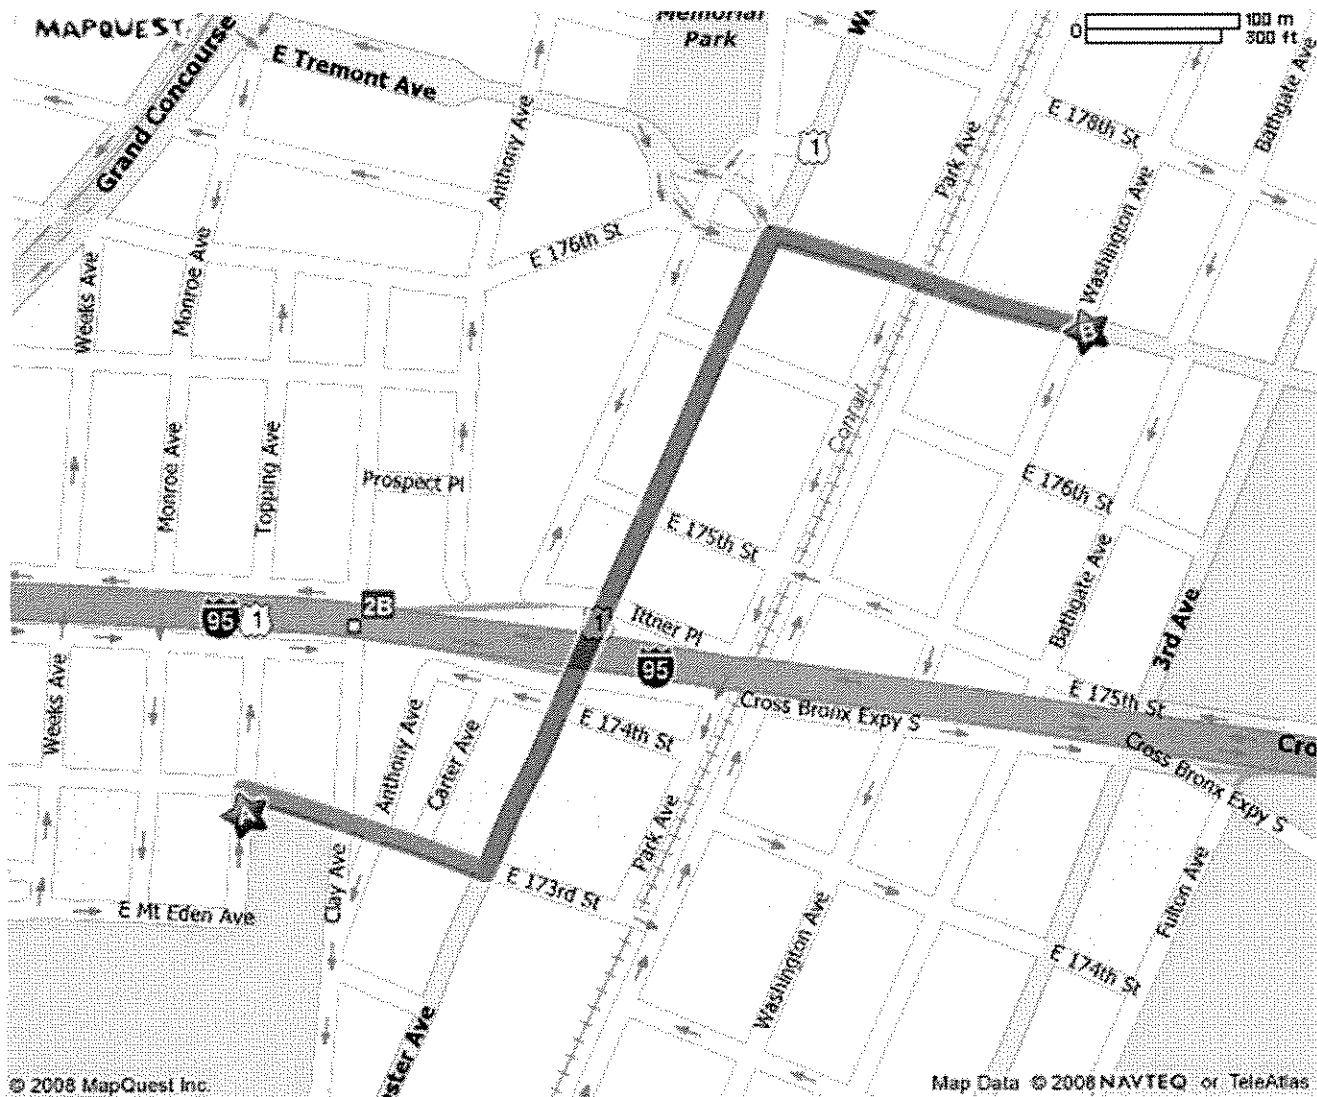 MAPQUEST.
Memorial
Park
0
100 m
300 ft
Grand Concourse
E Tremont Ave
Anthony Ave
1
Park Ave
E 178th St
Bathgate Ave
Washington Ave
E 176th St
Weeks Ave
Monroe Ave
B
Monroe Ave
Topping Ave
Prospect Pl
Conrail
E 176th St
E 175th St
Bathgate Ave
3rd Ave
95
1
2B
1
Ittner Pl
95
E 175th St
Weeks Ave
Anthony Ave
Carter Ave
E 174th St
Cross Bronx Expy S
Cross Bronx Expy S
Cro
A
Park Ave
Clay Ave
E 173rd St
E Mt Eden Ave
Washington Ave
Fulton Ave
E 174th St
ster Ave
© 2008 MapQuest Inc.
Map Data © 2008 NAVTEQ or TeleAtlas